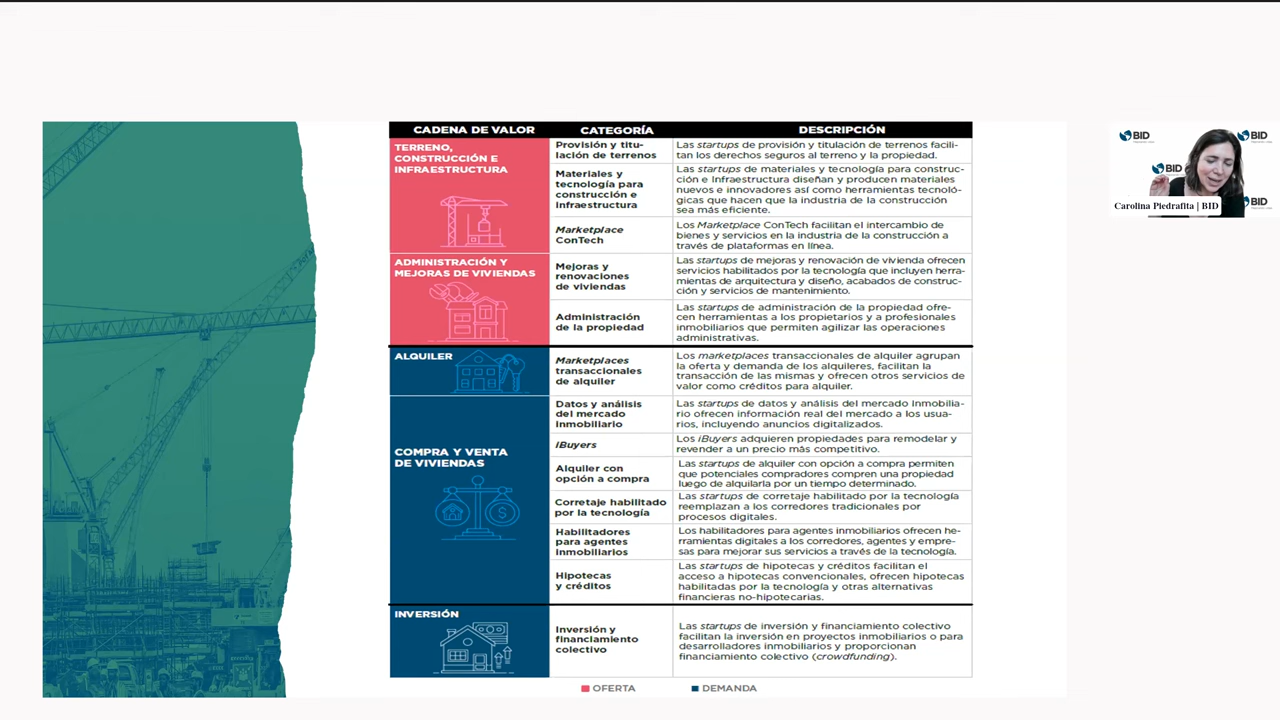 CADENA DE VALOR
CATEGORÍA
DESCRIPCIÓN
TERRENO,
CONSTRUCCIÓN E
INFRAESTRUCTURA
Provisión y titu-
lación de terrenos
Las startups de provisión y titulación de terrenos facili-
tan los derechos seguros al terreno y la propiedad.
Materiales y
tecnología para
construcción e
infraestructura
Las startups de materiales y tecnología para construc-
ción e Infraestructura diseñan y producen materiales
nuevos e innovadores así como herramientas tecnoló-
gicas que hacen que la industria de la construcción
sea más eficiente.
Marketplace
ConTech
Los Marketplace ConTech facilitan el intercambio de
bienes y servicios en la industria de la construcción a
través de plataformas en línea.
ADMINISTRACIÓN Y
MEJORAS DE VIVIENDAS
Mejoras y
renovaciones
de viviendas
Las startups de mejoras y renovación de vivienda ofrecen
servicios habilitados por la tecnología que incluyen herra-
mientas de arquitectura y diseño, acabados de construc-
ción y servicios de mantenimiento.
Administración
de la propiedad
Las startups de administración de la propiedad ofre-
cen herramientas a los propietarios y a profesionales
inmobiliarios que permiten agilizar las operaciones
administrativas.
ALQUILER
Marketplaces
transaccionales
de alquiler
Los marketplaces transaccionales de alquiler agrupan
la oferta y demanda de los alquileres, facilitan la
transacción de las mismas y ofrecen otros servicios de
valor como créditos para alquiler.
COMPRA Y VENTA
DE VIVIENDAS
Datos y análisis
del mercado
inmobiliario
Las startups de datos y análisis del mercado inmobilia-
rio ofrecen información real del mercado a los usua-
rios, incluyendo anuncios digitalizados.
iBuyers
Los iBuyers adquieren propiedades para remodelar y
revender a un precio más competitivo.
Alquiler con
opción a compra
Las startups de alquiler con opción a compra permiten
que potenciales compradores compren una propiedad
luego de alquilarla por un tiempo determinado.
Corretaje habilitado
por la tecnología
Las startups de corretaje habilitado por la tecnología
reemplazan a los corredores tradicionales por
procesos digitales.
Habilitadores
para agentes
inmobiliarios
Los habilitadores para agentes inmobiliarios ofrecen he-
rramientas digitales a los corredores, agentes y empre-
sas para mejorar sus servicios a través de la tecnología.
Hipotecas
y créditos
Las startups de hipotecas y créditos facilitan el
acceso a hipotecas convencionales, ofrecen hipotecas
habilitadas por la tecnología y otras alternativas
financieras no-hipotecarias.
INVERSIÓN
Inversión y
financiamiento
colectivo
Las startups de inversión y financiamiento colectivo
facilitan la inversión en proyectos inmobiliarios o para
desarrolladores inmobiliarios y proporcionan
financiamiento colectivo (crowdfunding).
OFERTA
DEMANDA
BID
BID
BID
BID
Carolina Piedrafita | BID